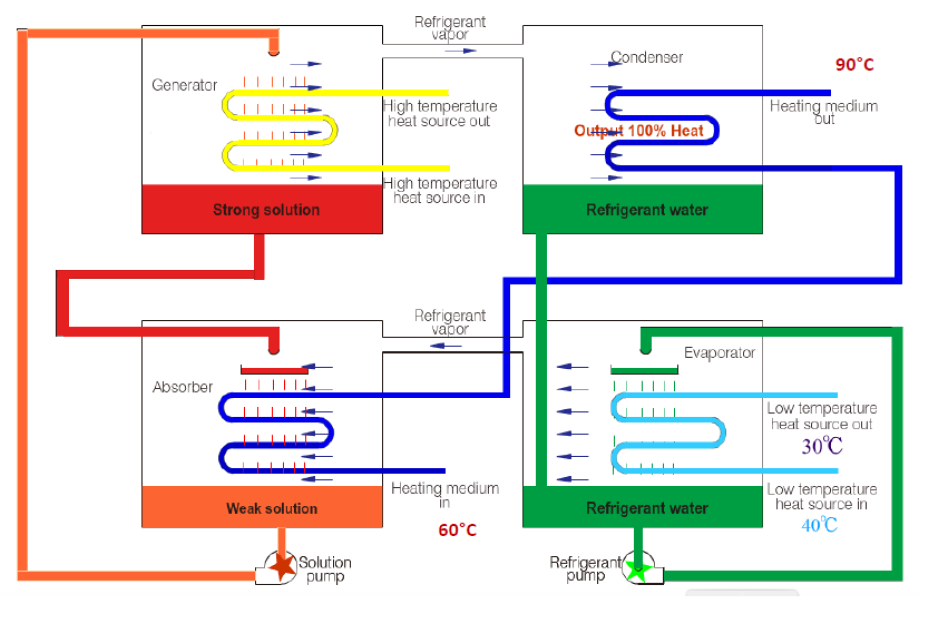 Refrigerant
vapor
Condenser
90°C
Generator
High temperature
heat source out
Heating medium
out
Output 100% Heat
High temperature
heat source in
Strong solution
Refrigerant water
Refrigerant
vapor
Evaporator
Absorber
Low temperature
heat source out
30℃
Heating medium
in
60°C
Low temperature
heat source in
40℃
Weak solution
Refrigerant water
Solution
pump
Refrigerant
pump